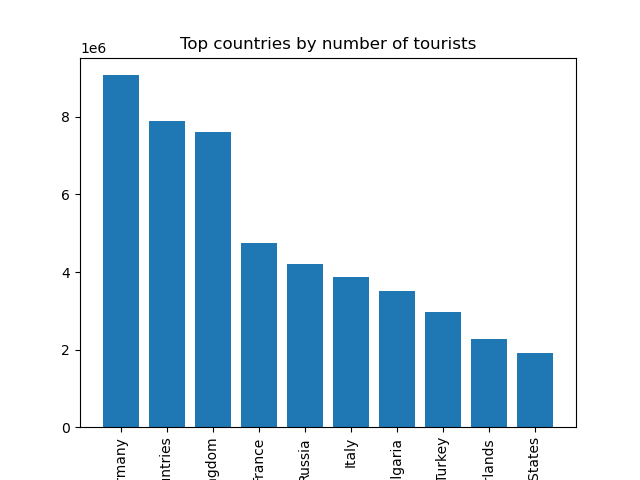 Top countries by number of tourists
1e6
8
6
4
2
0
rmany
untries
ngdom
France
Russia
Italy
lgaria
Turkey
rlands
States